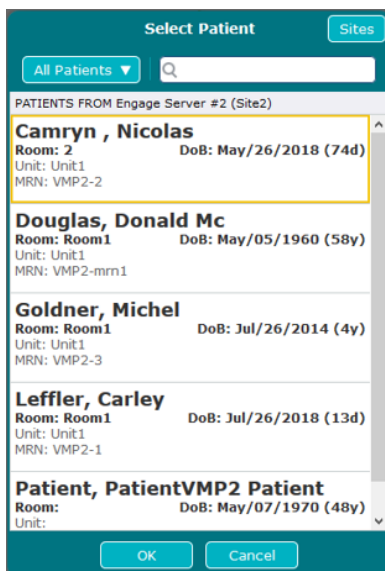 Select Patient
Sites
All Patients ▼
PATIENTS FROM Engage Server #2 (Site2)
Camryn , Nicolas
Room: 2 DoB: May/26/2018 (74d)
Unit: Unit1
MRN: VMP2-2
Douglas, Donald Mc
Room: Room1 DoB: May/05/1960 (58y)
Unit: Unit1
MRN: VMP2-mrn1
Goldner, Michel
Room: Room1 DoB: Jul/26/2014 (4y)
Unit: Unit1
MRN: VMP2-3
Leffler, Carley
Room: Room1 DoB: Jul/26/2018 (13d)
Unit: Unit1
MRN: VMP2-1
Patient, PatientVMP2 Patient
Room: DoB: May/07/1970 (48y)
Unit:
OK Cancel